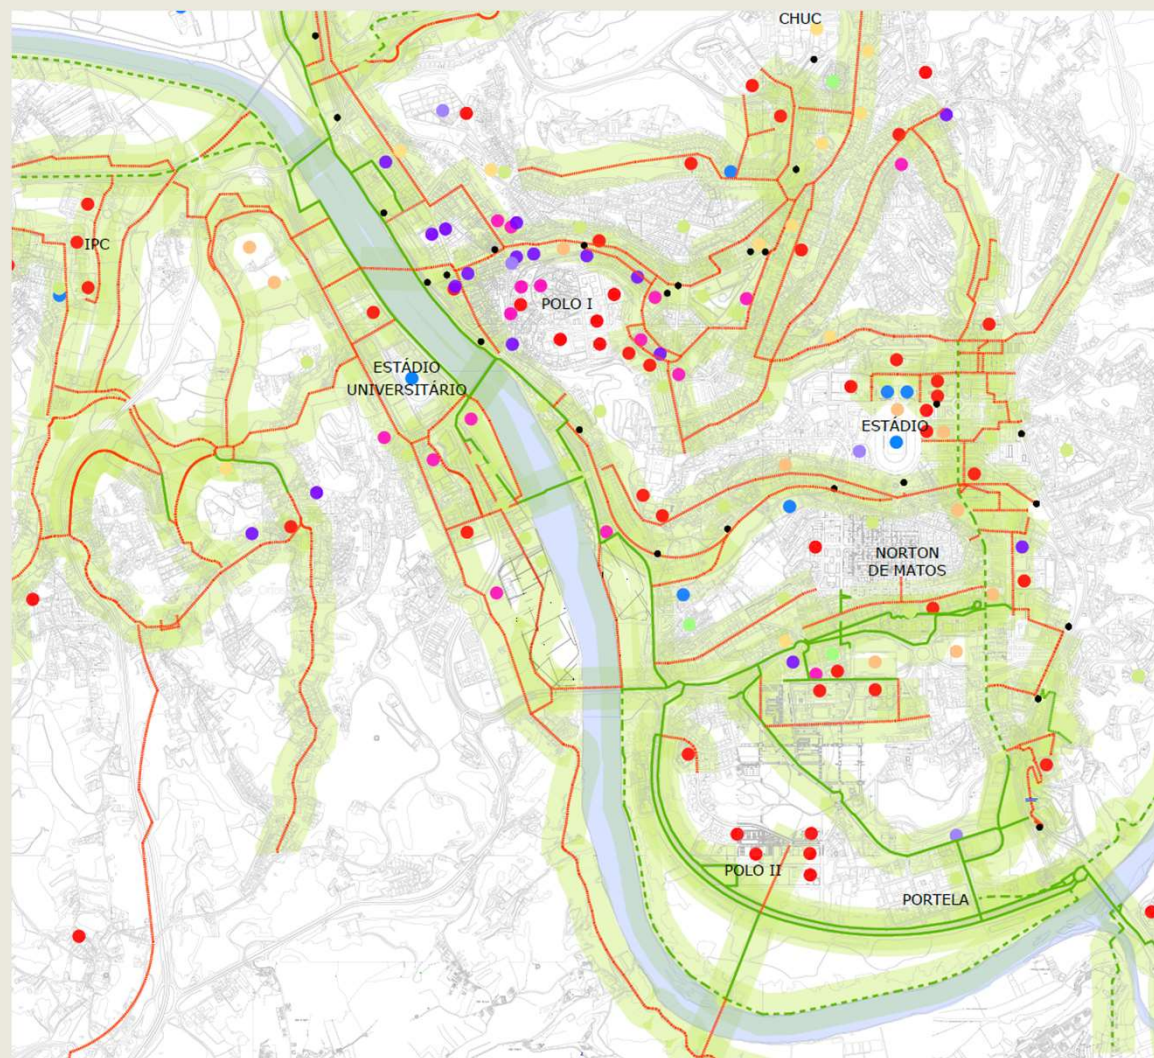 CHUC
IPC
POLO I
ESTÁDIO
UNIVERSITÁRIO
ESTÁDIO
NORTON
DE MATOS
POLO II
PORTELA